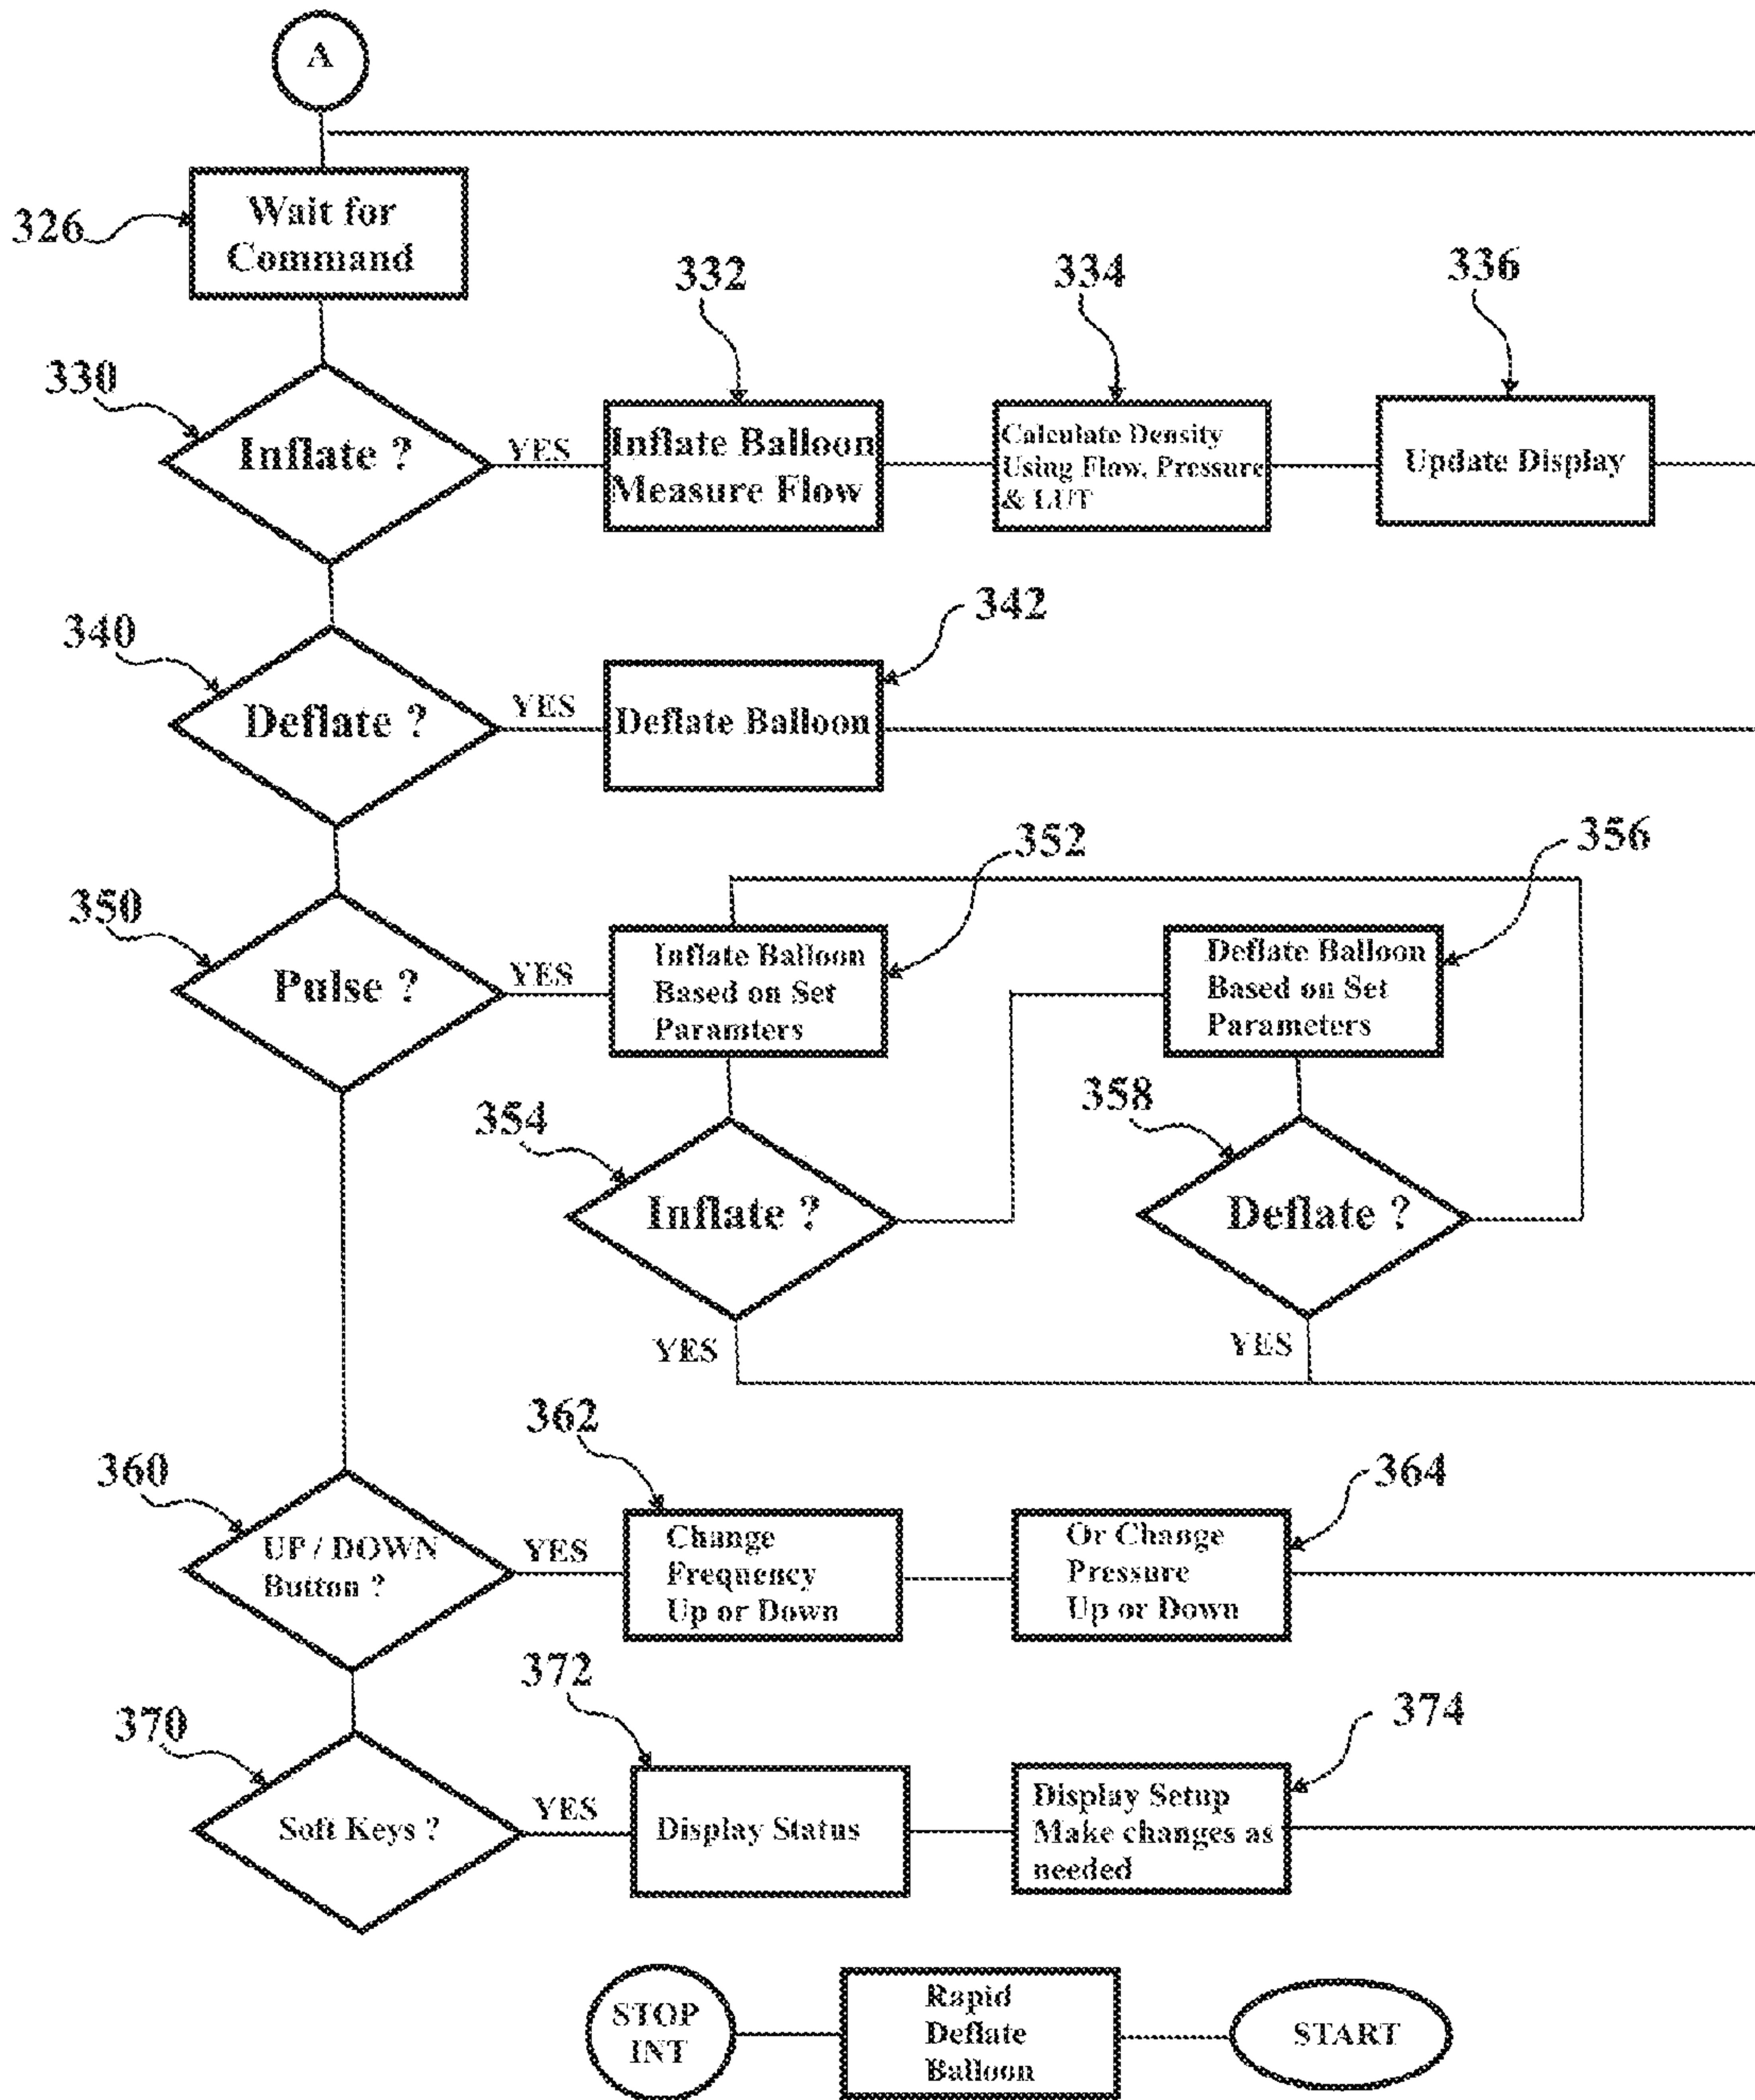 A
Wait for
Command
326
332
334
336
330
Inflate ?
YES
Inflate Balloon
Measure Flow
Calculate Density
Using Flow, Pressure
& LUT
Update Display
342
340
Deflate ?
YES
Deflate Balloon
352
356
350
Pulse ?
YES
Inflate Balloon
Based on Set
Paramters
Deflate Balloon
Based on Set
Parameters
354
358
Inflate ?
Deflate ?
YES
YES
362
364
360
UP / DOWN
Button ?
YES
Change
Frequency
Up or Down
Or Change
Pressure
Up or Down
372
374
370
Soft Keys ?
YES
Display Status
Display Setup
Make changes as
needed
STOP
INT
Rapid
Deflate
Balloon
START